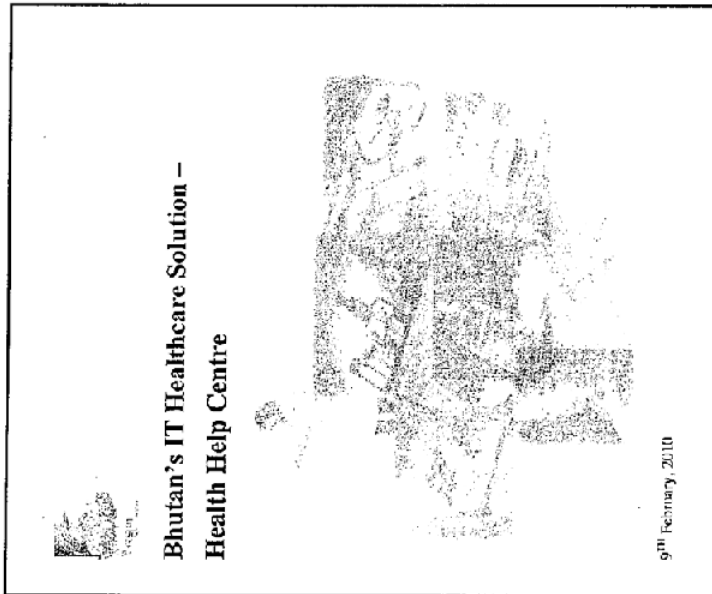 Bhutan's IT Healthcare Solution –
Health Help Centre
9TH February, 2010